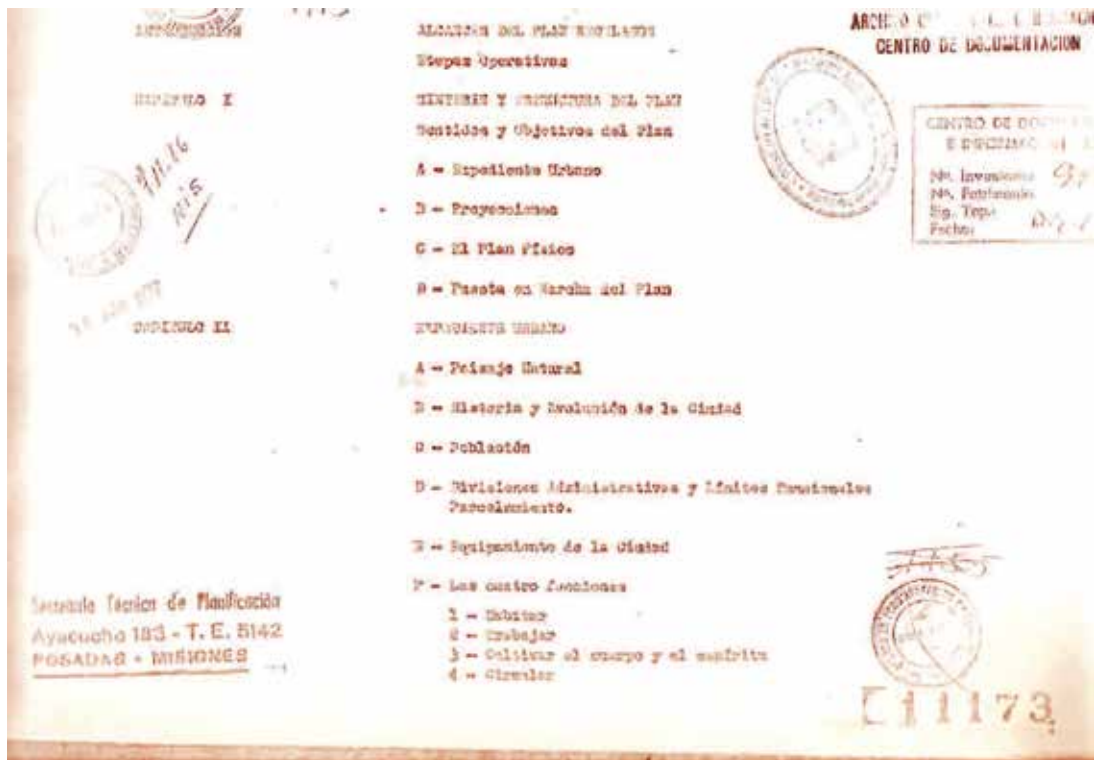 INTRODUCCION
ALCANCES DEL PLAN REGULADOR
Etapas Operativas
CAPITULO I
SINTESIS Y DEL PLAN
Sentidos y Objetivos del Plan
A - Expediente Urbano
B - Proyecciones
C - El Plan Físico
D - Puesta en Marcha del Plan
CAPITULO II
EXPEDIENTE URBANO
A - Paisaje Natural
B - Historia y Evolución de la Ciudad
C - Población
D - Divisiones Administrativas y Límites Funcionales
Parcelamiento.
E - Equipamiento de la Ciudad
F - Las cuatro funciones
1 - Habitar
2 - Trabajar
3 - Cultivar el cuerpo y el espíritu
4 - Circular
CENTRO DE DOCUMENTACION
CENTRO DE
Nº. Inventario
Nº. Patrimonio
Sig. Top.
Fecha:
Secretaría Técnica de Planificación
Ayacucho 183 - T. E. 5142
POSADAS - MISIONES
11173